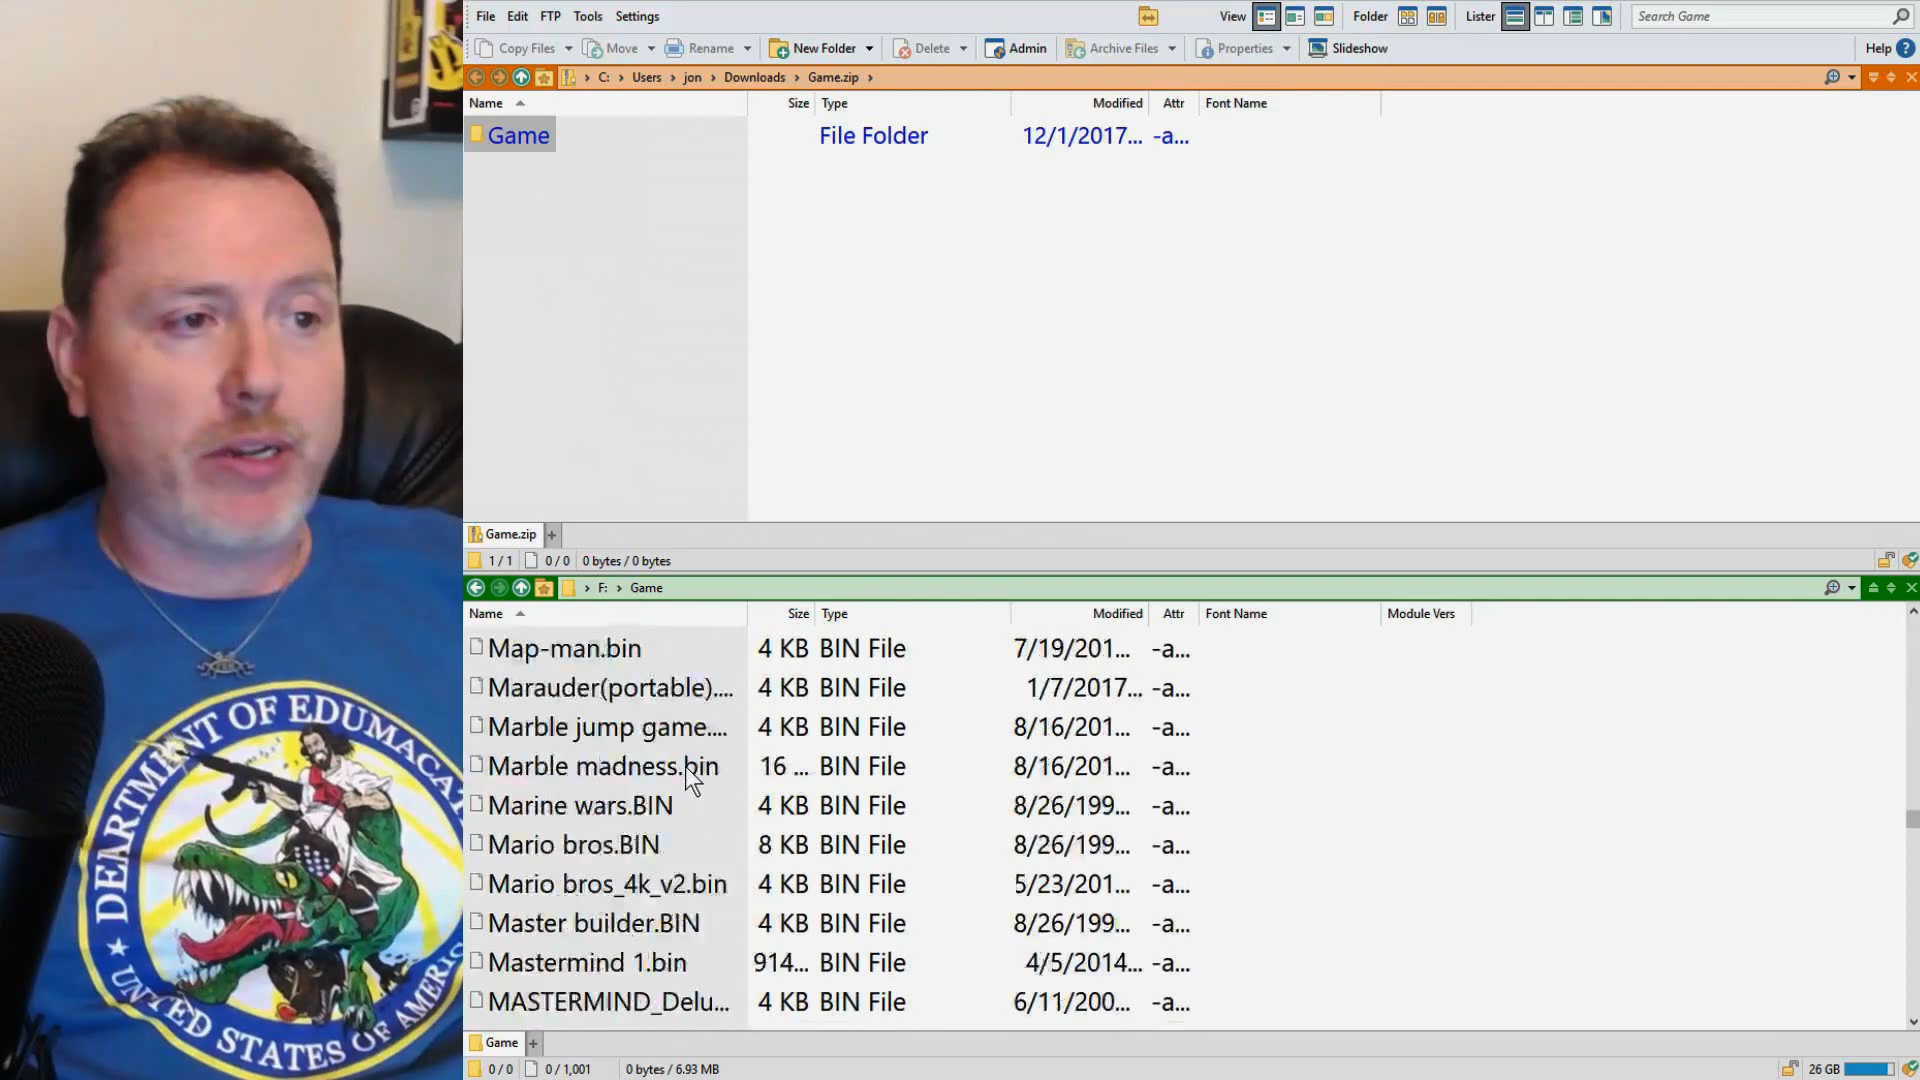 File Edit FTP Tools Settings View Folder Lister Search Game
Copy Files Move Rename New Folder Delete Admin Archive Files Properties Slideshow Help
C: Users jon Downloads Game.zip
Name Size Type Modified Attr Font Name
Game File Folder 12/1/2017... -a...
Game.zip
1 / 1 0 / 0 0 bytes / 0 bytes
F: Game
Name Size Type Modified Attr Font Name Module Vers
Map-man.bin 4 KB BIN File 7/19/201... -a...
Marauder(portable).... 4 KB BIN File 1/7/2017... -a...
Marble jump game.... 4 KB BIN File 8/16/201... -a...
Marble madness.bin 16 ... BIN File 8/16/201... -a...
Marine wars.BIN 4 KB BIN File 8/26/199... -a...
Mario bros.BIN 8 KB BIN File 8/26/199... -a...
Mario bros_4k_v2.bin 4 KB BIN File 5/23/201... -a...
Master builder.BIN 4 KB BIN File 8/26/199... -a...
Mastermind 1.bin 914... BIN File 4/5/2014... -a...
MASTERMIND_Delu... 4 KB BIN File 6/11/200... -a...
Game
0 / 0 0 / 1,001 0 bytes / 6.93 MB 26 GB
DEPARTMENT OF EDUMACA
UNITED STATES OF AMERICA